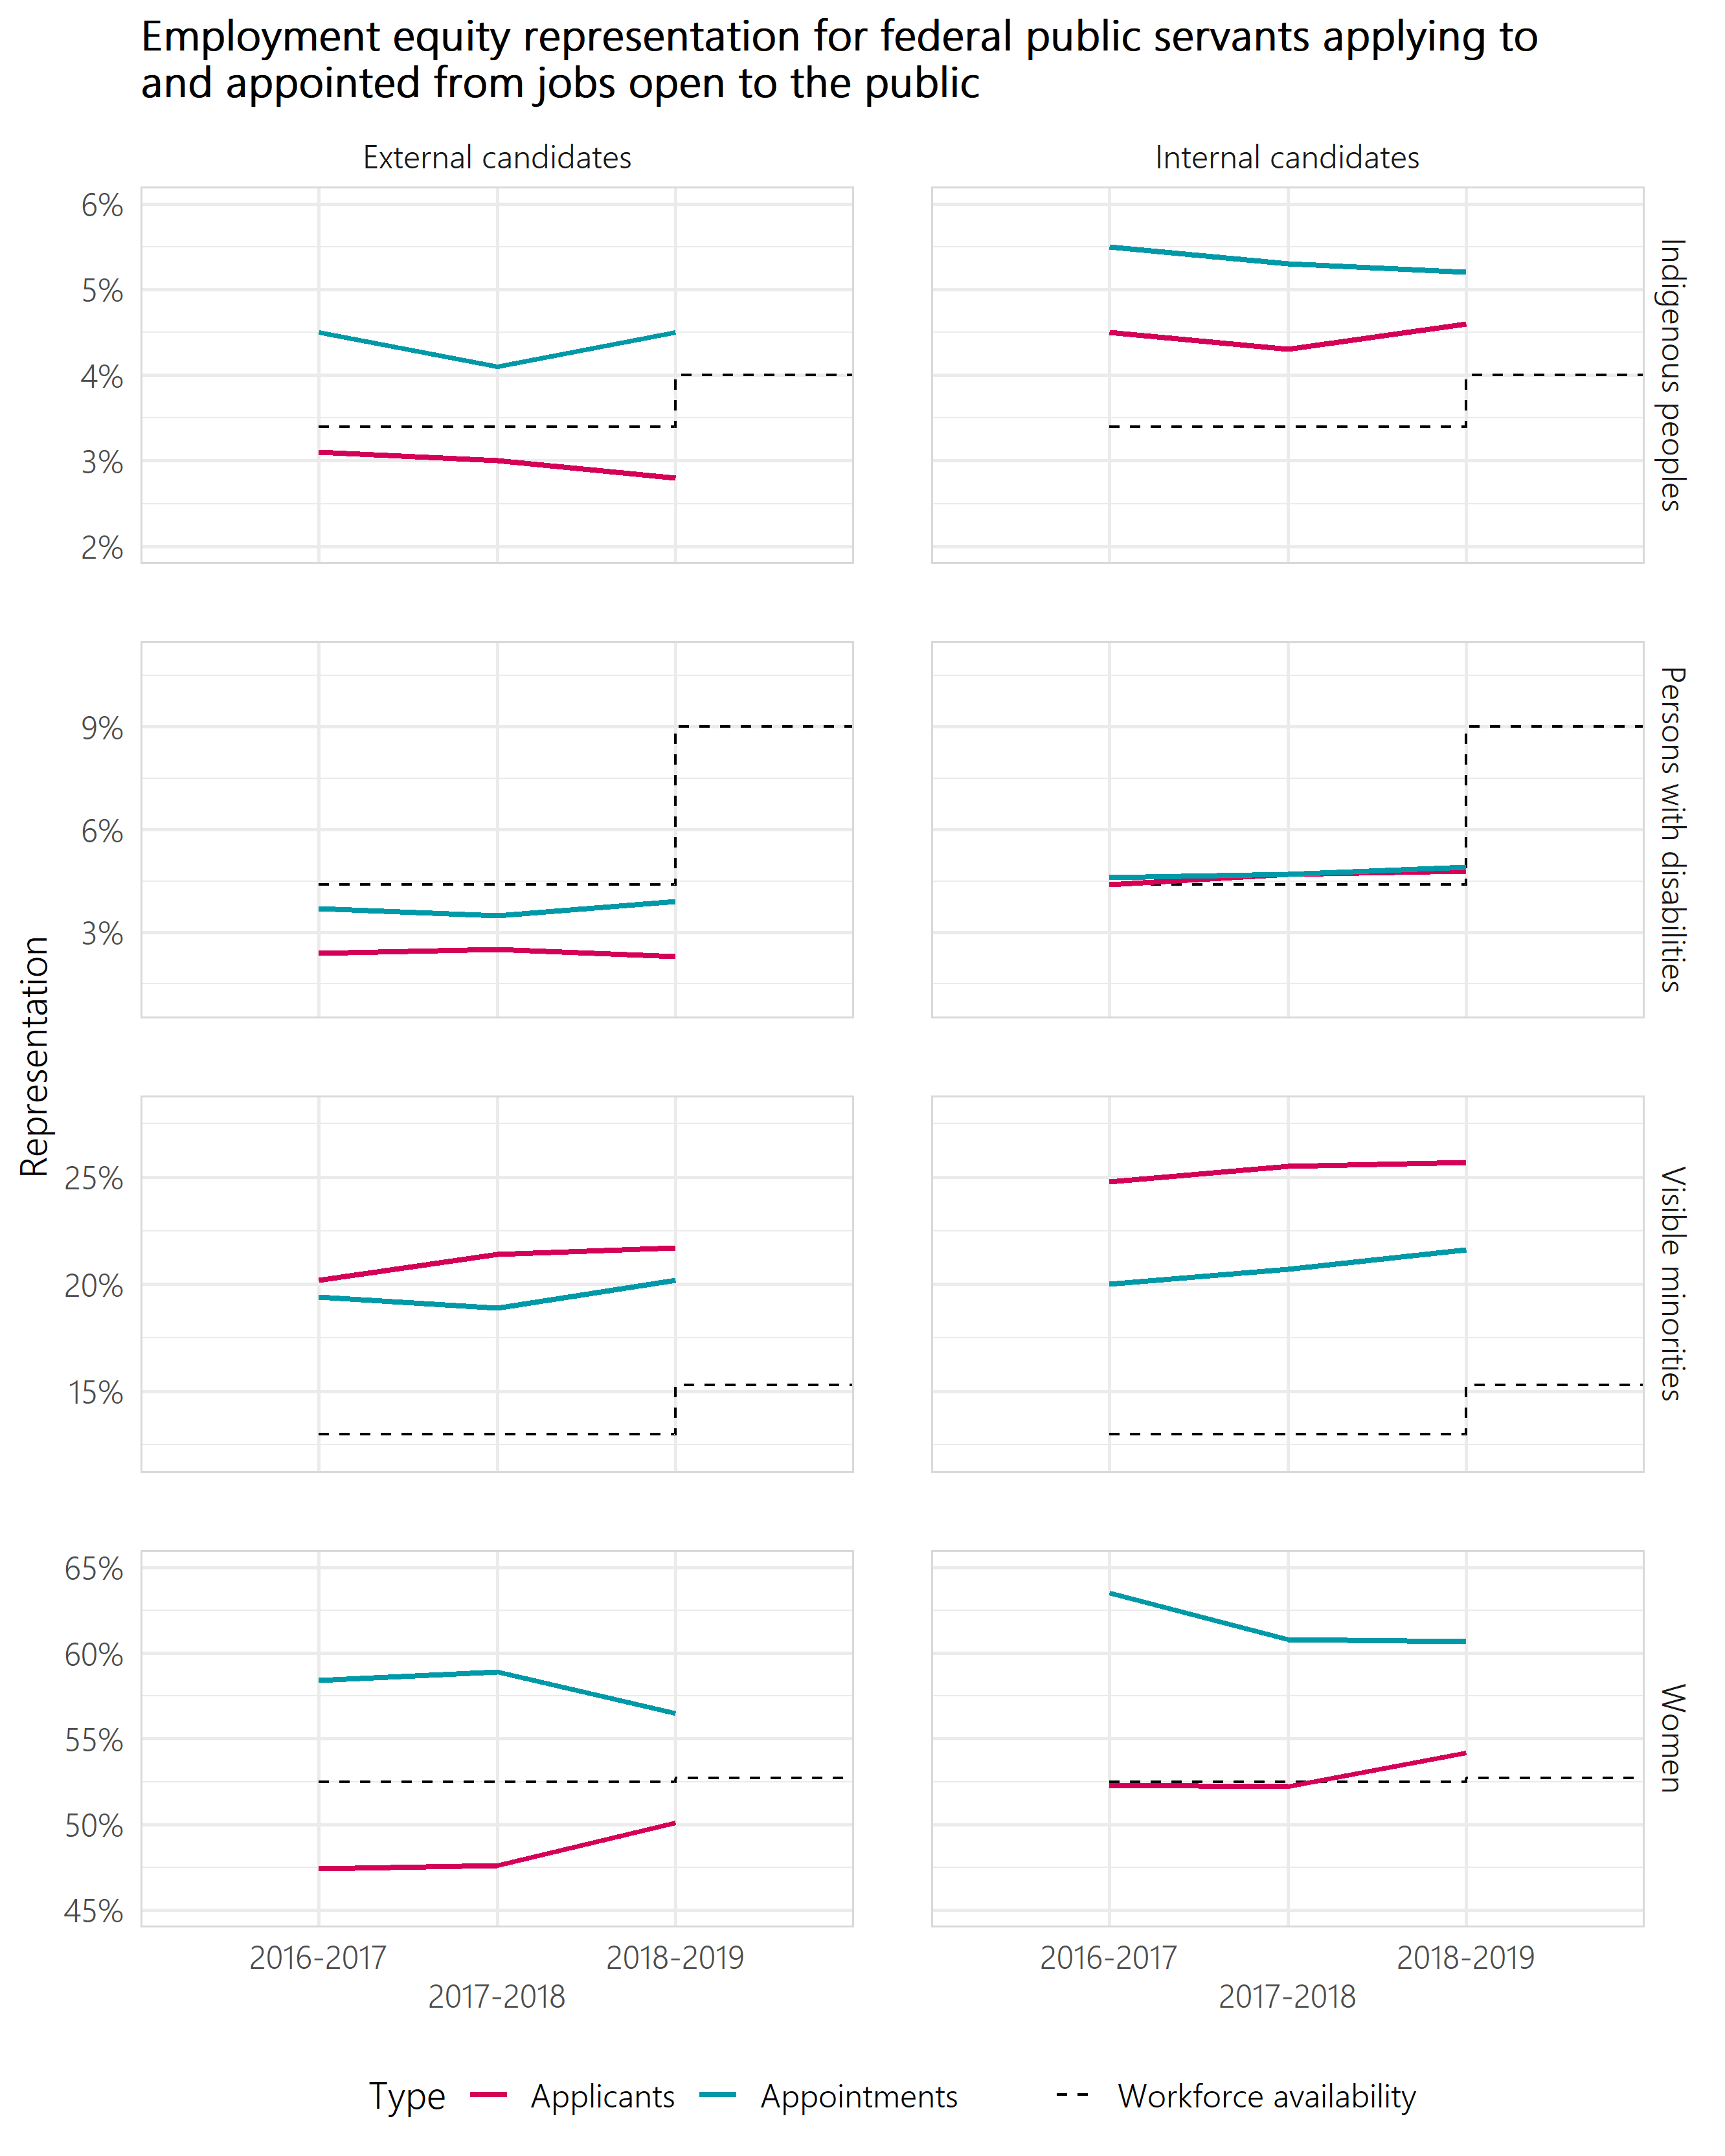 Employment equity representation for federal public servants applying to
and appointed from jobs open to the public
External candidates
Internal candidates
6%
5%
4%
3%
2%
Indigenous peoples
9%
6%
3%
Persons with disabilities
Representation
25%
20%
15%
Visible minorities
65%
60%
55%
50%
45%
Women
2016-2017
2017-2018
2018-2019
2016-2017
2017-2018
2018-2019
Type
Applicants
Appointments
Workforce availability